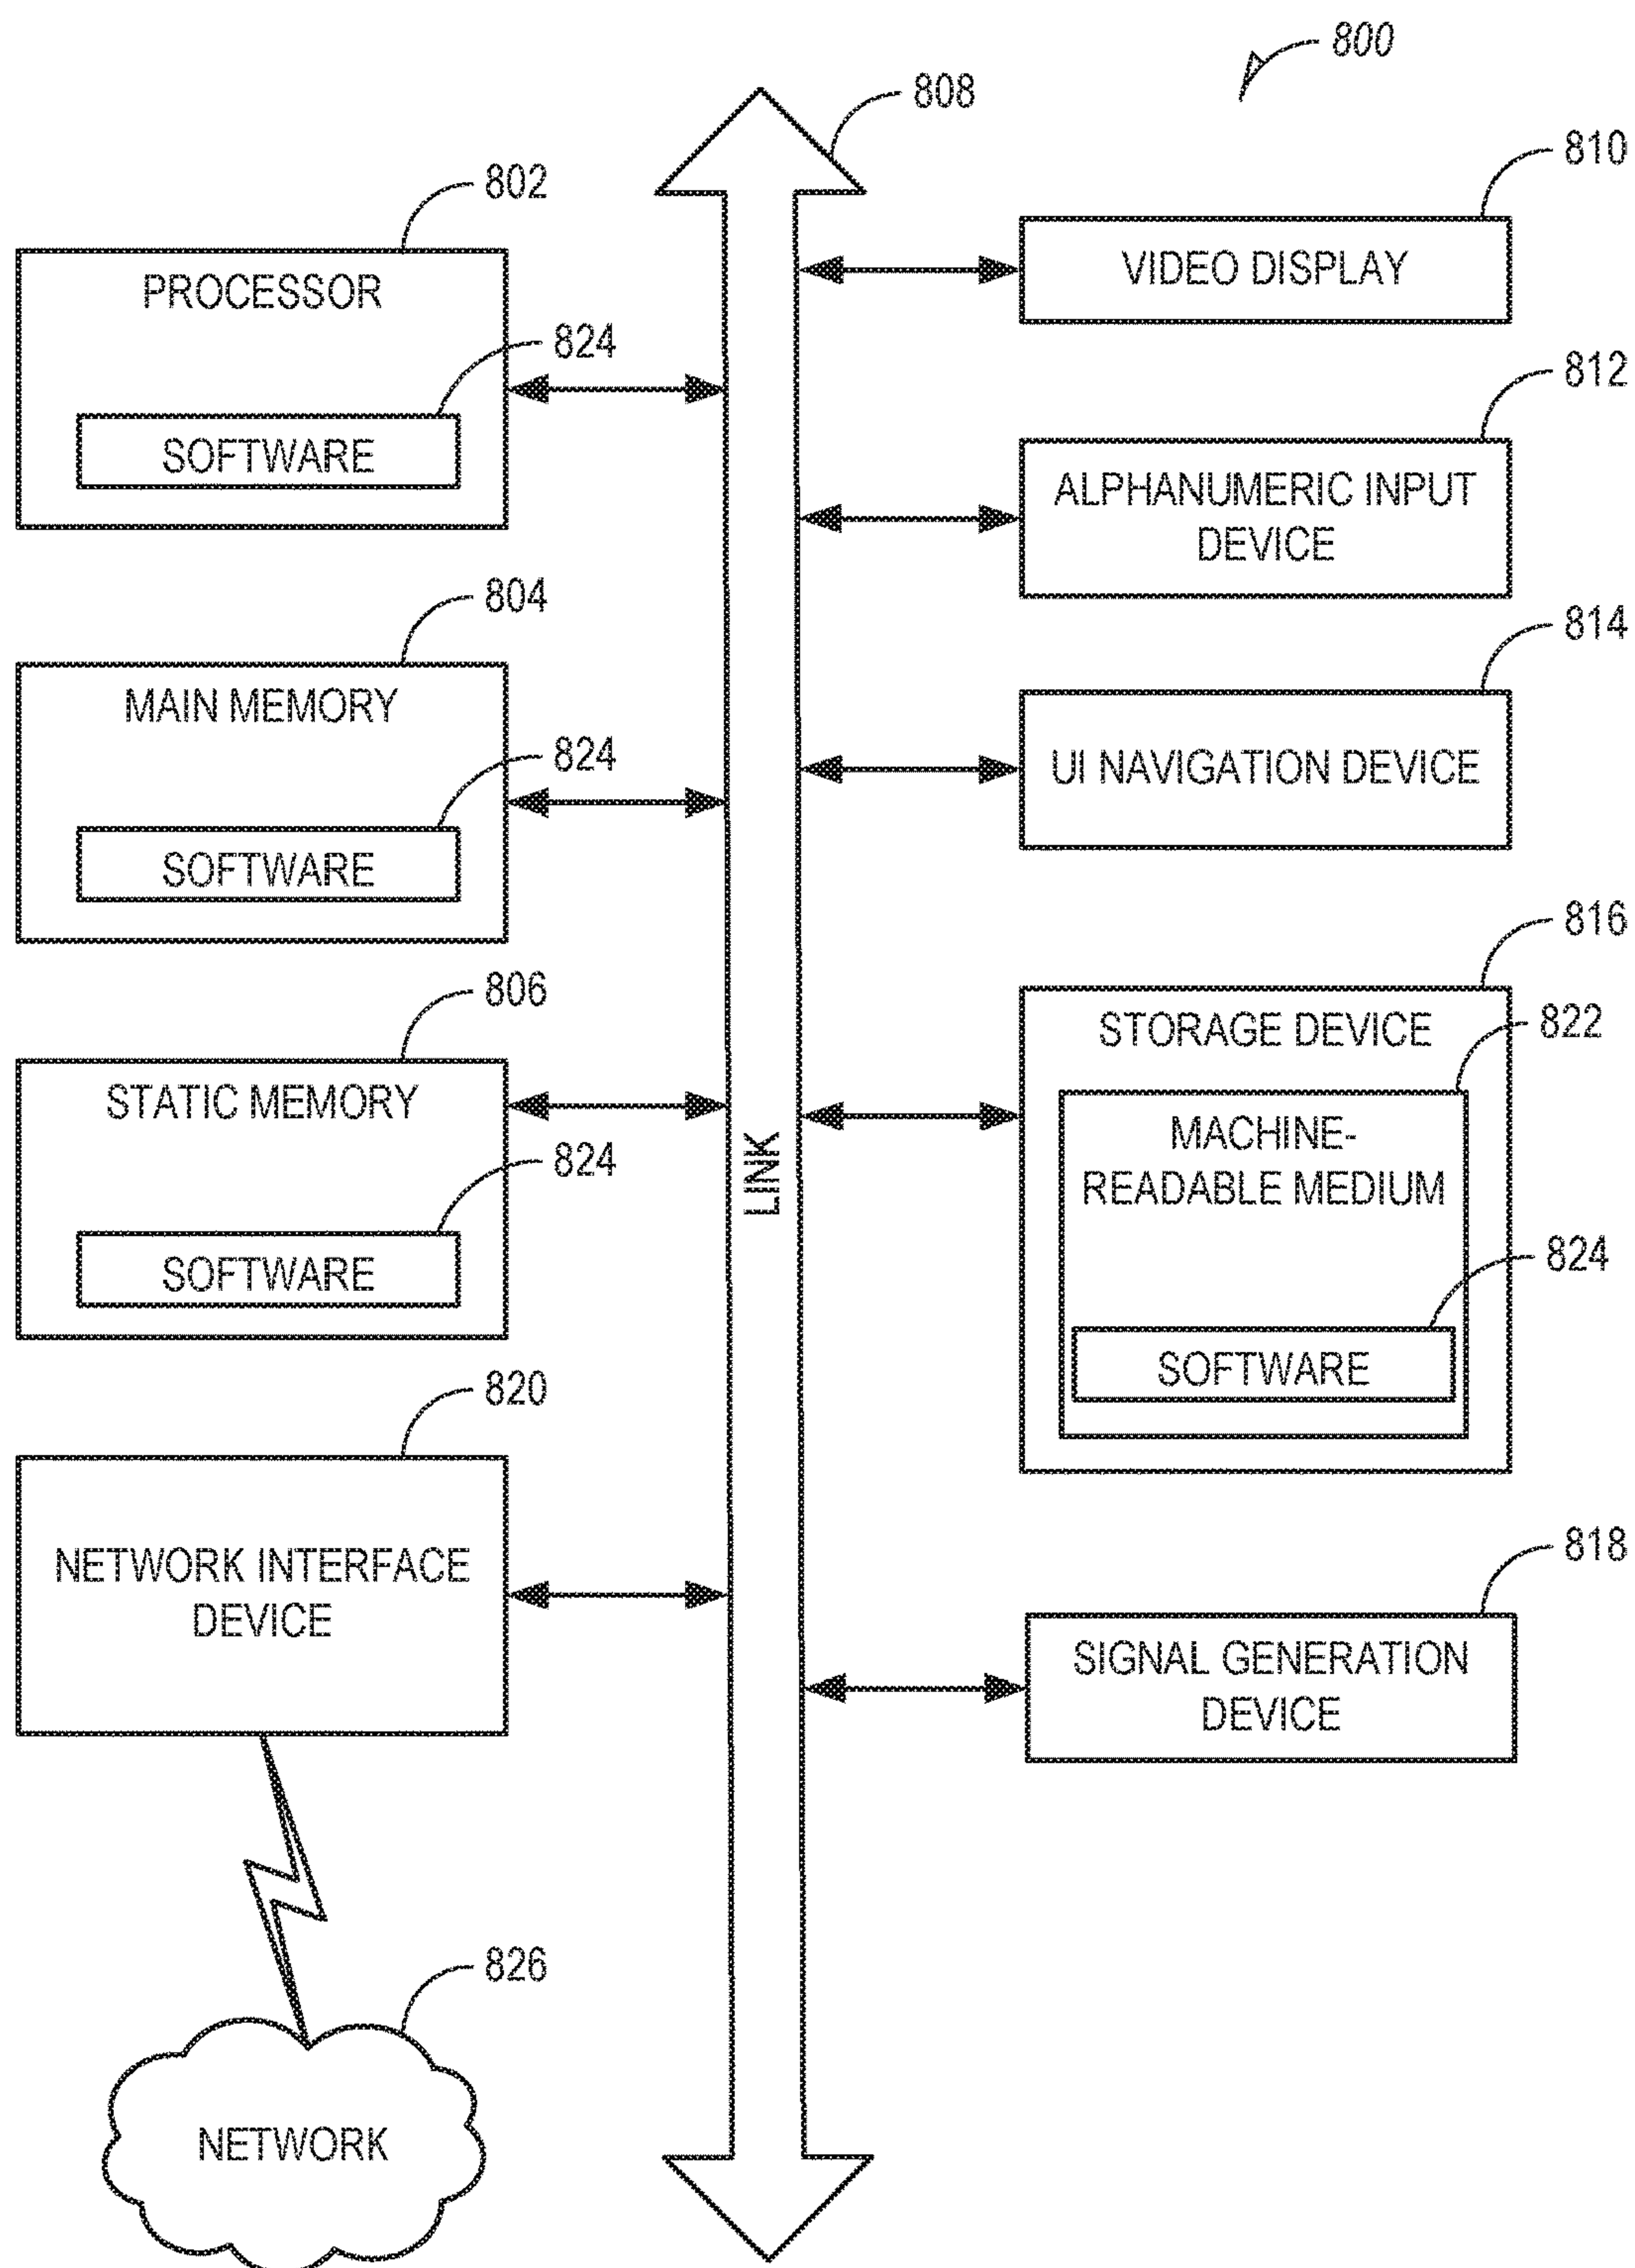 800
808
802
PROCESSOR
824
SOFTWARE
804
MAIN MEMORY
824
SOFTWARE
806
STATIC MEMORY
824
SOFTWARE
820
NETWORK INTERFACE
DEVICE
826
NETWORK
LINK
810
VIDEO DISPLAY
812
ALPHANUMERIC INPUT
DEVICE
814
UI NAVIGATION DEVICE
816
STORAGE DEVICE
822
MACHINE-
READABLE MEDIUM
824
SOFTWARE
818
SIGNAL GENERATION
DEVICE